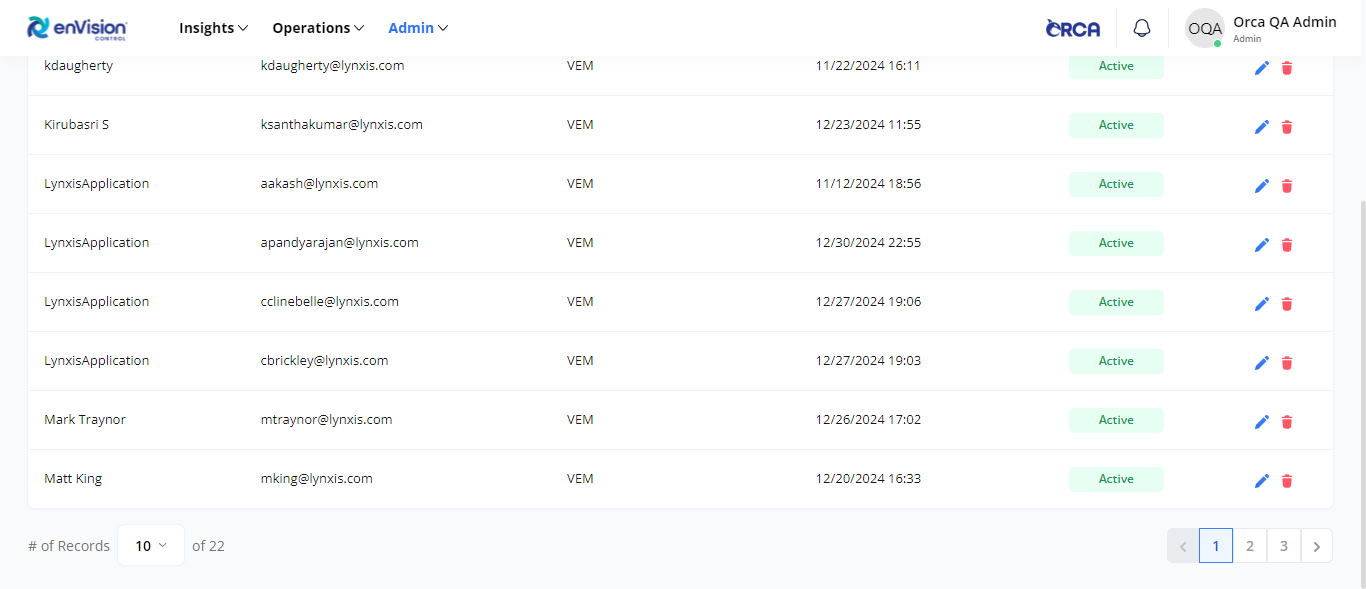 enVision
CONTROL
Insights Operations Admin
ORCA
OQA
Orca QA Admin
Admin
kdaugherty kdaugherty@lynxis.com VEM 11/22/2024 16:11 Active
Kirubasri S ksanthakumar@lynxis.com VEM 12/23/2024 11:55 Active
LynxisApplication aakash@lynxis.com VEM 11/12/2024 18:56 Active
LynxisApplication apandyarajan@lynxis.com VEM 12/30/2024 22:55 Active
LynxisApplication cclinebelle@lynxis.com VEM 12/27/2024 19:06 Active
LynxisApplication cbrickley@lynxis.com VEM 12/27/2024 19:03 Active
Mark Traynor mtraynor@lynxis.com VEM 12/26/2024 17:02 Active
Matt King mking@lynxis.com VEM 12/20/2024 16:33 Active
# of Records 10 of 22
< 1 2 3 >